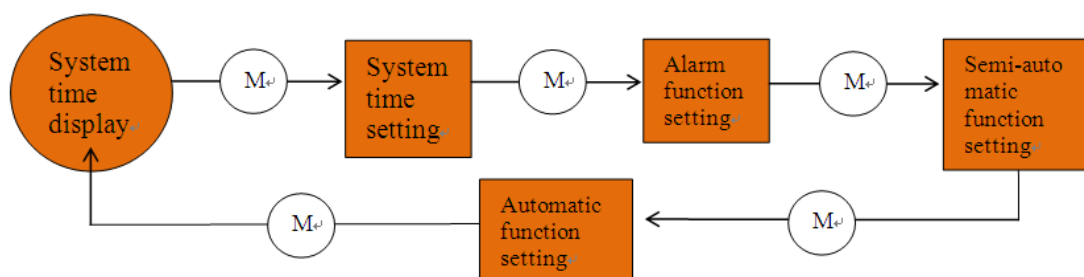 System
time
display
M
System
time
setting
M
Alarm
function
setting
M
Semi-auto
matic
function
setting
M
Automatic
function
setting
M